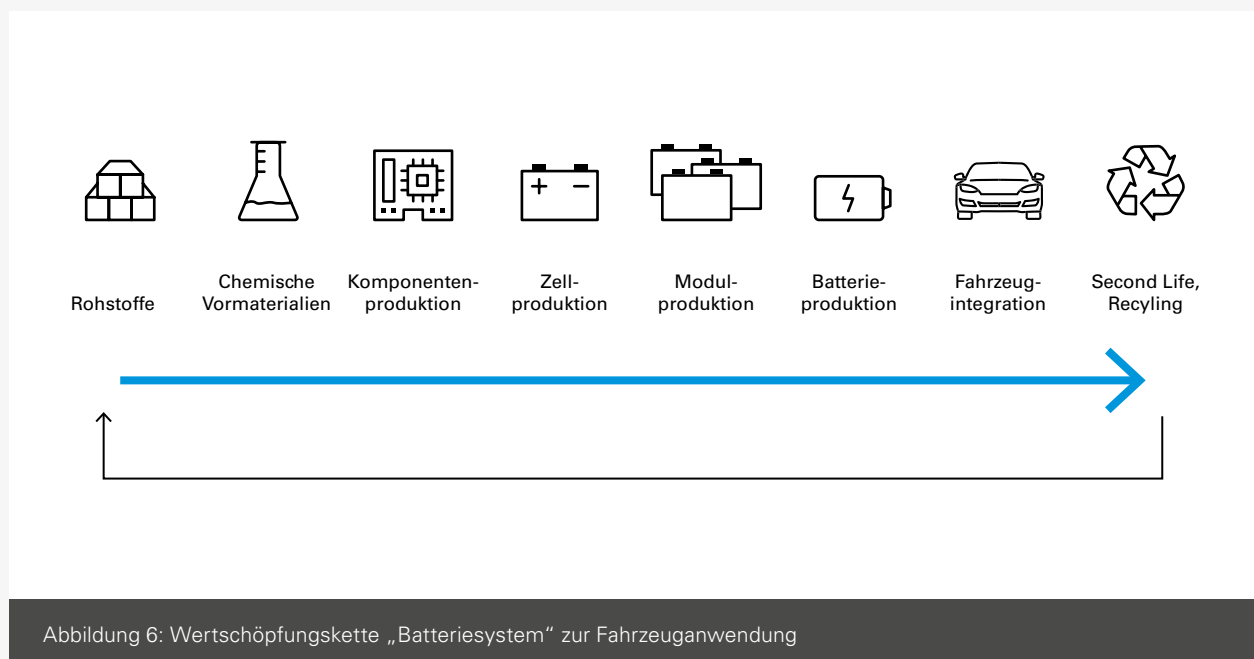 Rohstoffe
Chemische
Vormaterialien
Komponenten-
produktion
Zell-
produktion
Modul-
produktion
Batterie-
produktion
Fahrzeug-
integration
Second Life,
Recyling
Abbildung 6: Wertschöpfungskette „Batteriesystem“ zur Fahrzeuganwendung